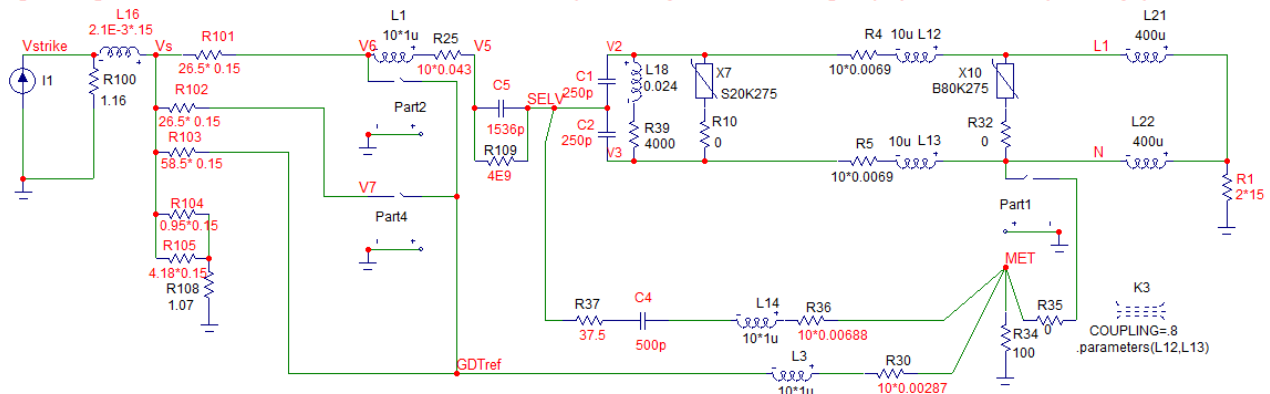 L16
2.1E-3*.15
Vstrike
Vs
R101
26.5* 0.15
I1
R100
1.16
R102
26.5* 0.15
R103
58.5* 0.15
R104
0.95*0.15
R105
4.18*0.15
R108
1.07
L1
10*1u
V6
R25
10*0.043
V5
Part2
C5
1536p
R109
4E9
V7
Part4
SELV
C1
250p
C2
250p
V2
L18
0.024
R39
4000
V3
X7
S20K275
R10
0
R4
10*0.0069
10u L12
R5
10*0.0069
10u L13
X10
B80K275
R32
0
L1
L21
400u
N
L22
400u
R1
2*15
Part1
MET
R37
37.5
C4
500p
L14
10*1u
R36
10*0.00688
R35
0
R34
100
K3
COUPLING=.8
.parameters(L12,L13)
GDTref
L3
10*1u
R30
10*0.00287